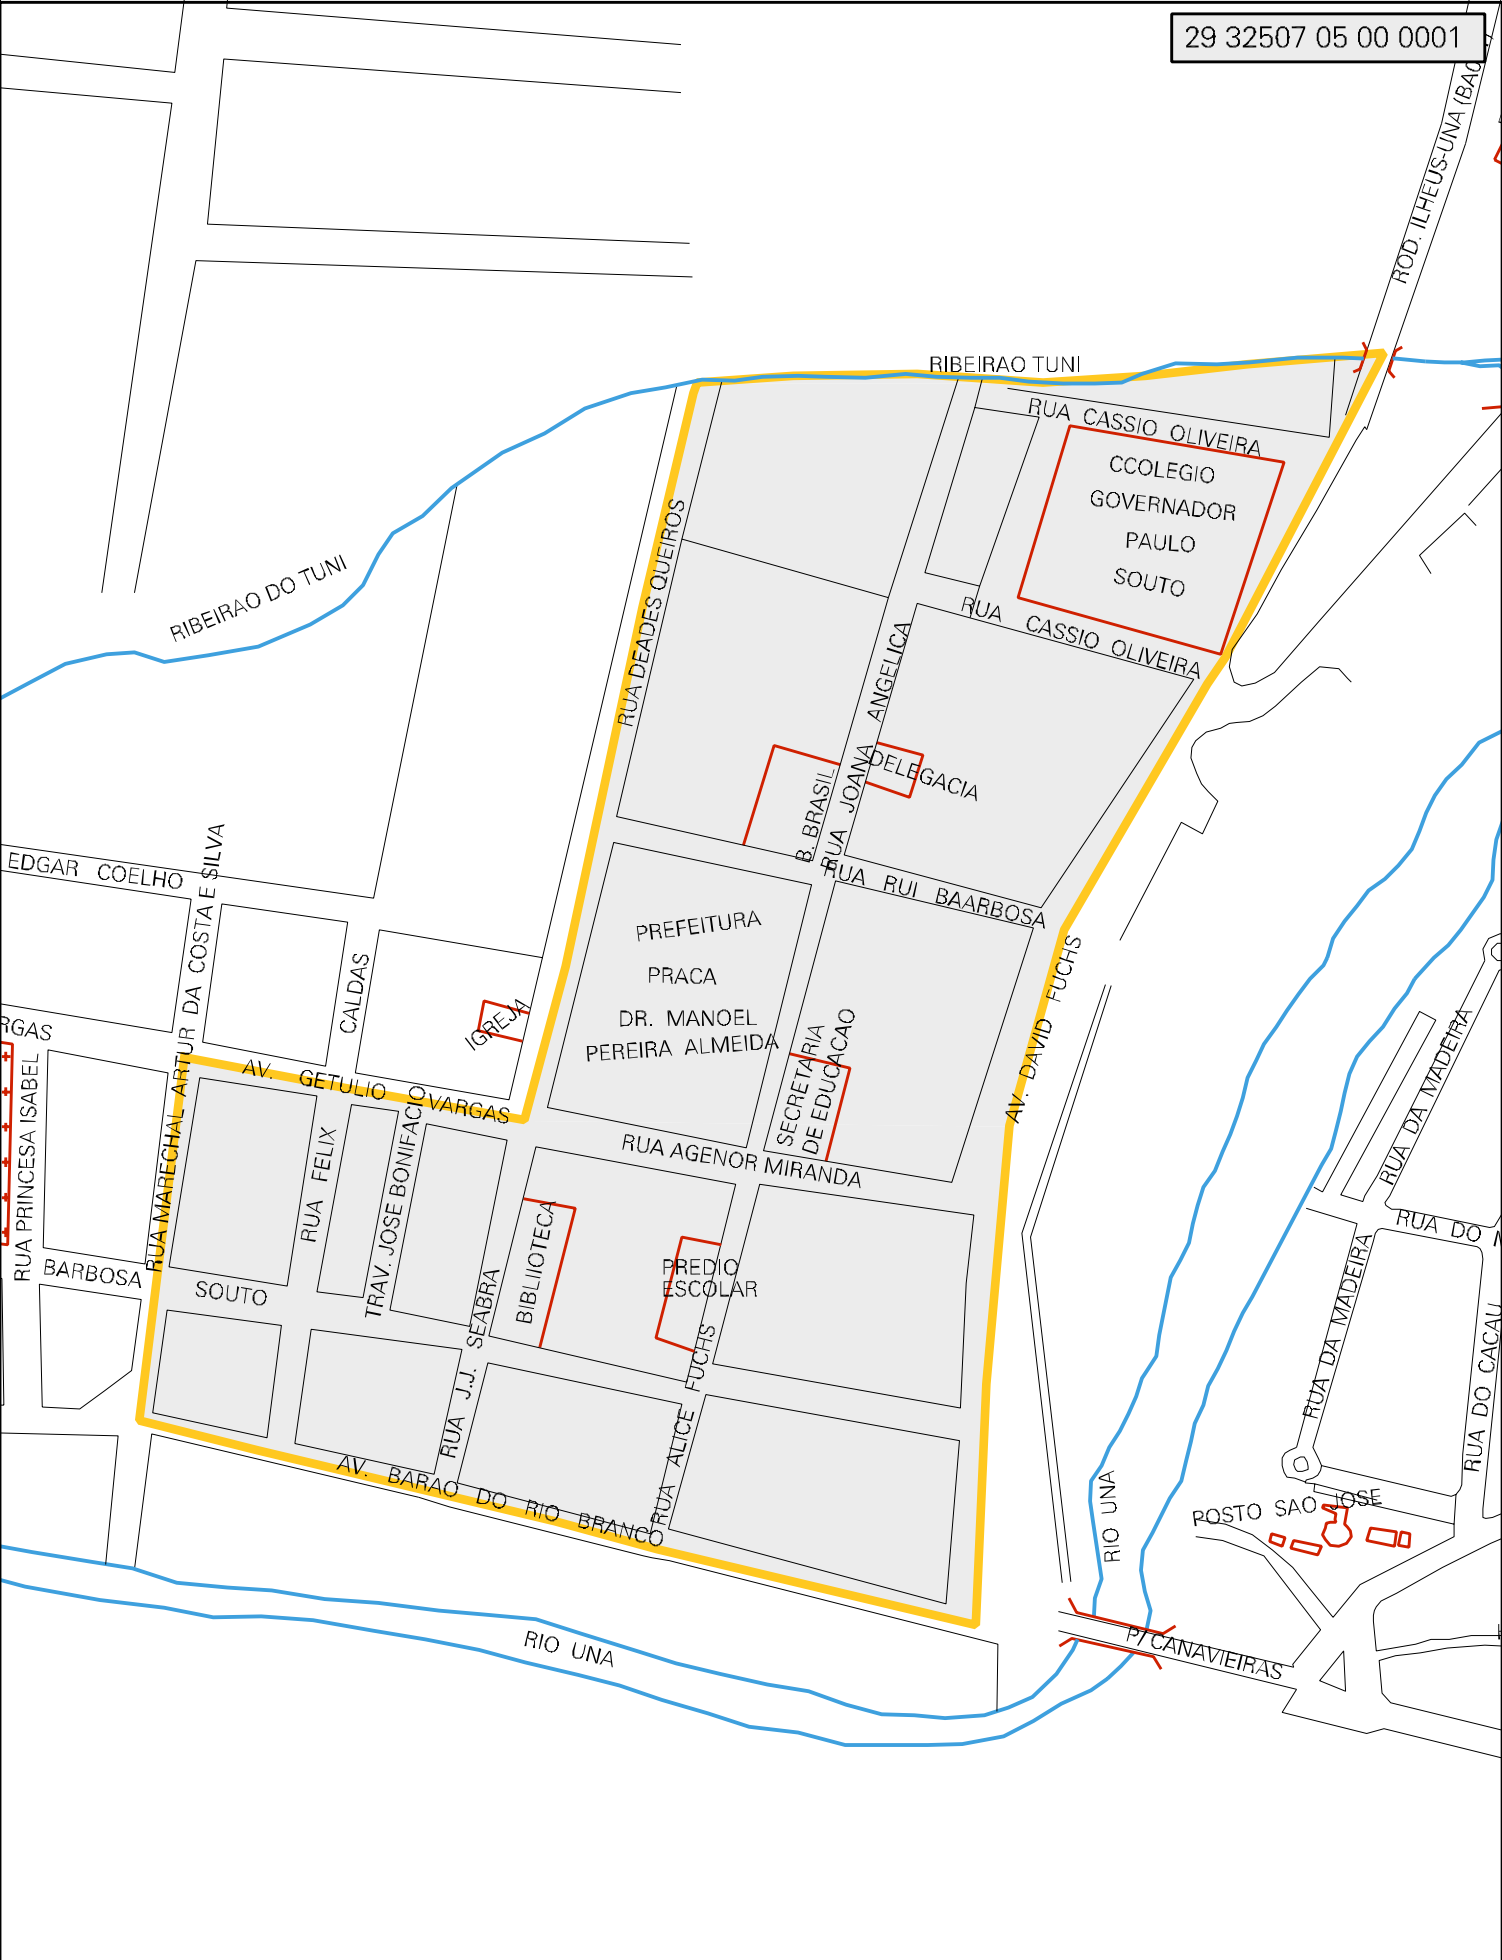 29 32507 05 00 0001
ROD. ILHEUS-UNA (BA0
RIBEIRAO TUNI
RUA CASSIO OLIVEIRA
CCOLEGIO
GOVERNADOR
PAULO
SOUTO
RUA DEADES QUEIROS
RIBEIRAO DO TUNI
RUA CASSIO OLIVEIRA
RUA JOANA ANGELICA
DELEGACIA
B. BRASIL
EDGAR COELHO
RUA MARECHAL ARTUR DA COSTA E SILVA
RUA RUI BAARBOSA
PREFEITURA
PRACA
DR. MANOEL
PEREIRA ALMEIDA
CALDAS
IGREJA
AV. DAVID FUCHS
SECRETARIA
DE EDUCACAO
RGAS
RUA PRINCESA ISABEL
AV. GETULIO VARGAS
RUA DA MADEIRA
RUA FELIX
TRAV. JOSE BONIFACIO
RUA AGENOR MIRANDA
BIBLIIOTECA
RUA DO
BARBOSA
SOUTO
PREDIO
ESCOLAR
RUA J.J. SEABRA
RUA ALICE FUCHS
RUA DA MADEIRA
RUA DO CACAU
AV. BARAO DO RIO BRANCO
RIO UNA
POSTO SAO JOSE
RIO UNA
P/ CANAVIEIRAS